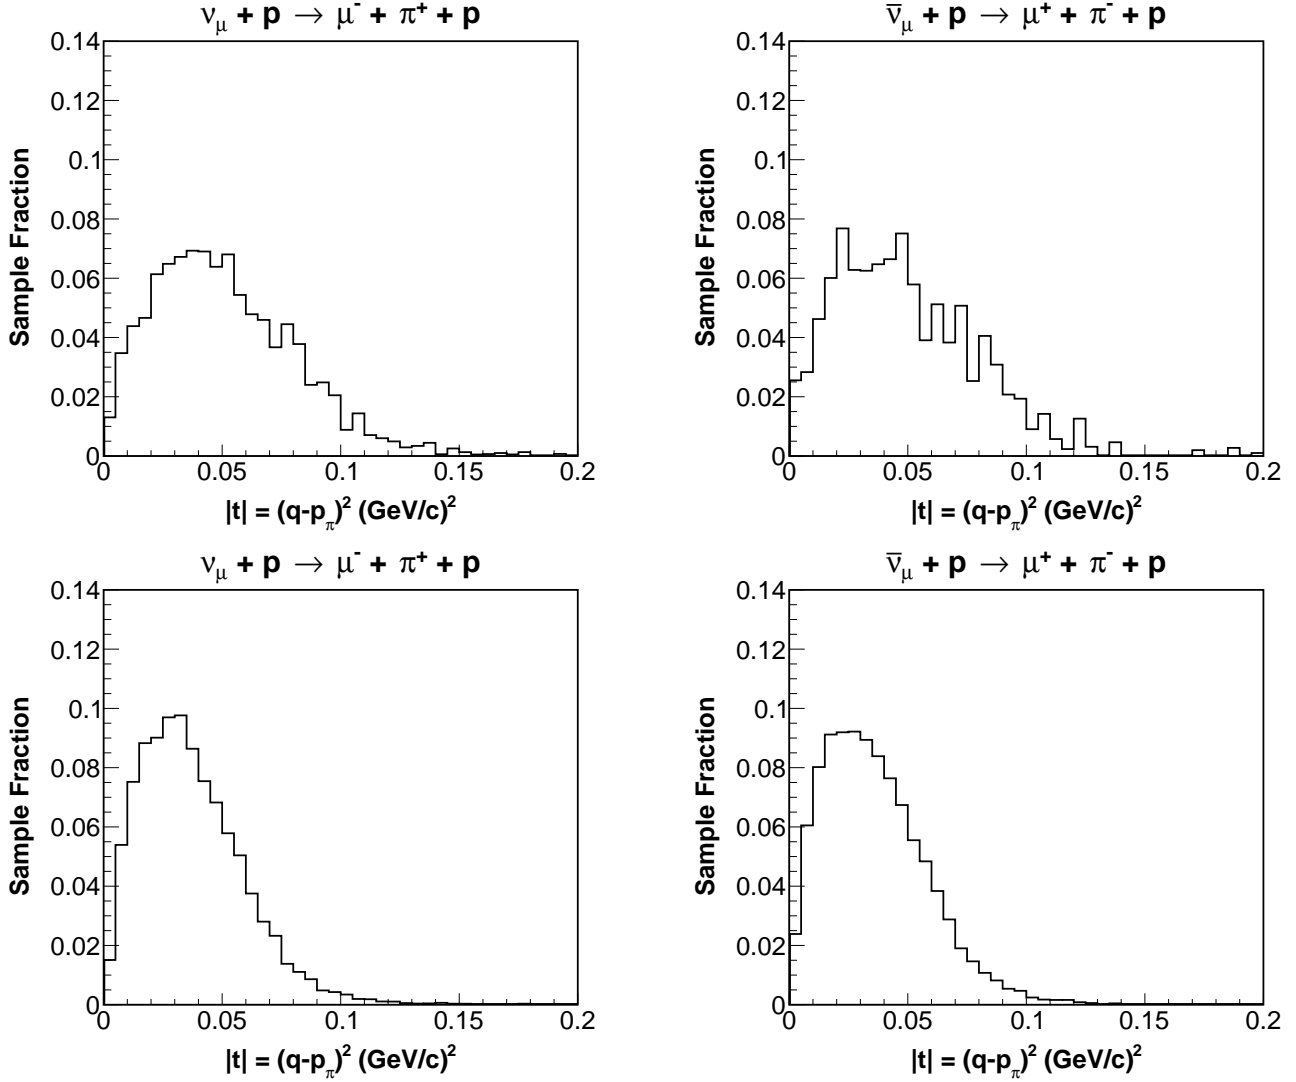 νμ + p → μ- + π+ + p
0.14
0.12
0.1
0.08
0.06
0.04
0.02
0
Sample Fraction
0 0.05 0.1 0.15 0.2
|t| = (q-pπ)2 (GeV/c)2
ν̄μ + p → μ+ + π- + p
0.14
0.12
0.1
0.08
0.06
0.04
0.02
0
Sample Fraction
0 0.05 0.1 0.15 0.2
|t| = (q-pπ)2 (GeV/c)2
νμ + p → μ- + π+ + p
0.14
0.12
0.1
0.08
0.06
0.04
0.02
0
Sample Fraction
0 0.05 0.1 0.15 0.2
|t| = (q-pπ)2 (GeV/c)2
ν̄μ + p → μ+ + π- + p
0.14
0.12
0.1
0.08
0.06
0.04
0.02
0
Sample Fraction
0 0.05 0.1 0.15 0.2
|t| = (q-pπ)2 (GeV/c)2